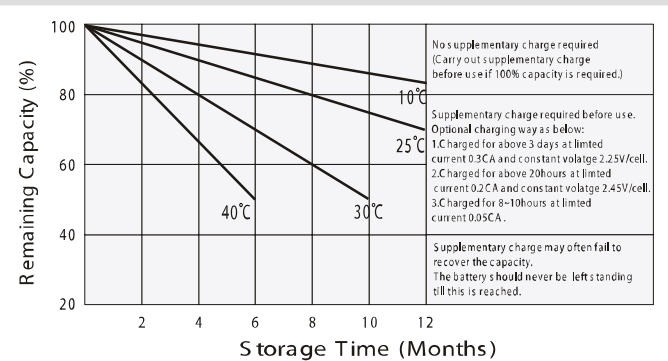 100
80
60
40
20
Remaining Capacity (%)
2
4
6
8
10
12
Storage Time (Months)
10℃
25℃
30℃
40℃
No supplementary charge required
(Carry out supplementary charge
before use if 100% capacity is required.)
Supplementary charge required before use.
Optional charging way as below:
1.Charged for above 3 days at limted
current 0.3CA and constant volatge 2.25V/cell.
2.Charged for above 20hours at limted
current 0.2CA and constant volatge 2.45V/cell.
3.Charged for 8~10hours at limted
current 0.05CA.
Supplementary charge may often fail to
recover the capacity.
The battery should never be left standing
till this is reached.